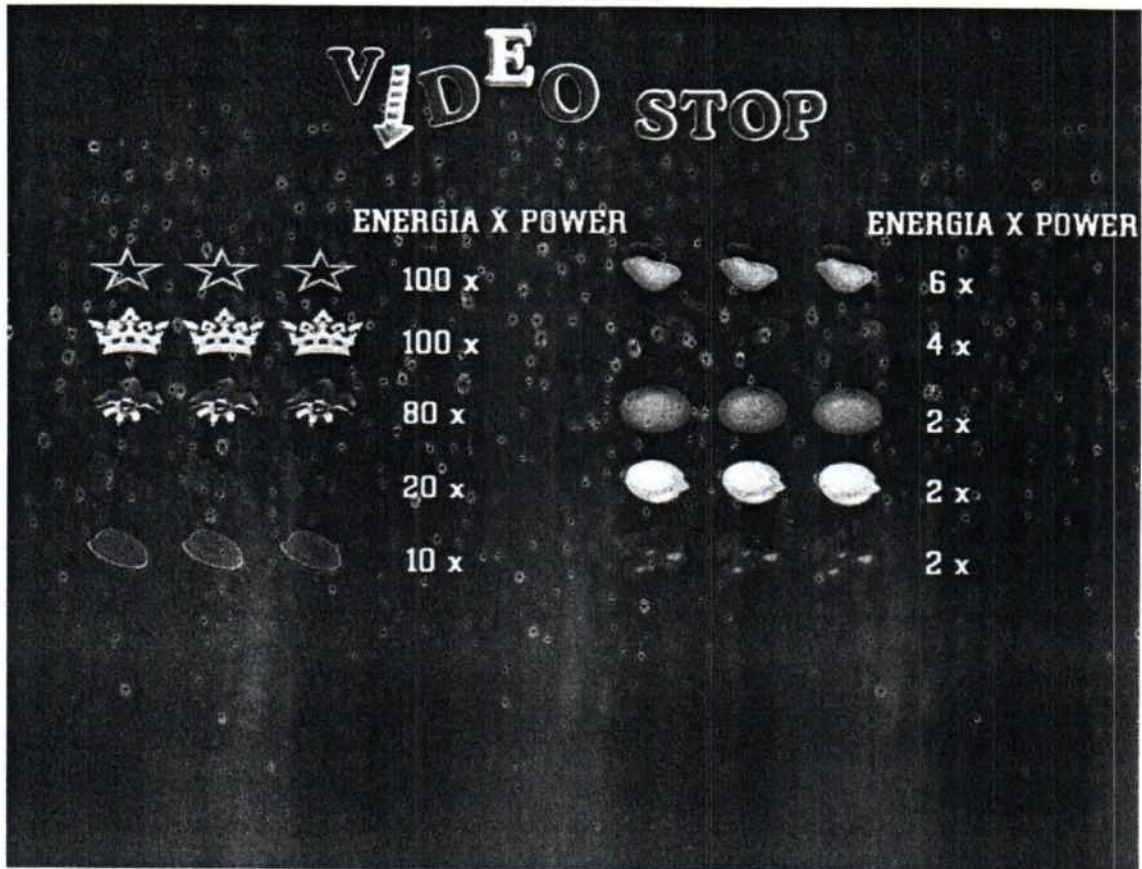 VIDEO STOP
ENERGIA X POWER
100 x
100 x
80 x
20 x
10 x
ENERGIA X POWER
6 x
4 x
2 x
2 x
2 x